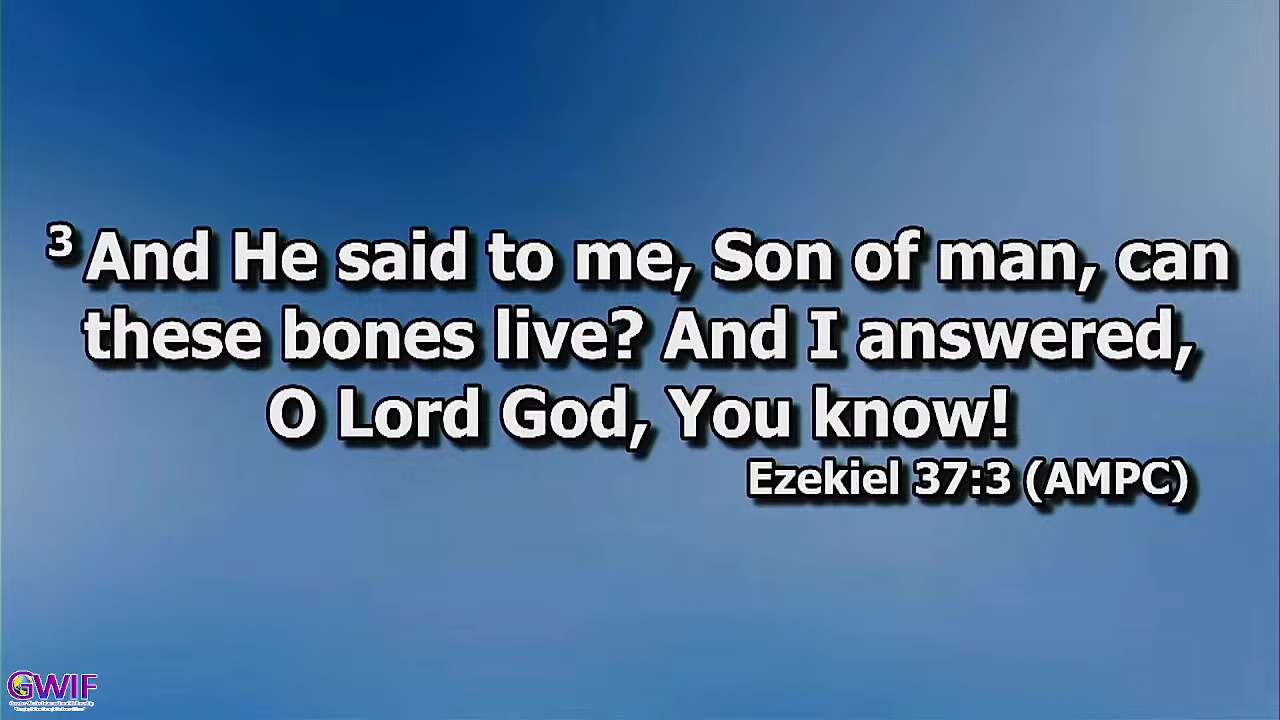 3 And He said to me, Son of man, can
these bones live? And I answered,
O Lord God, You know!
Ezekiel 37:3 (AMPC)
GWIF